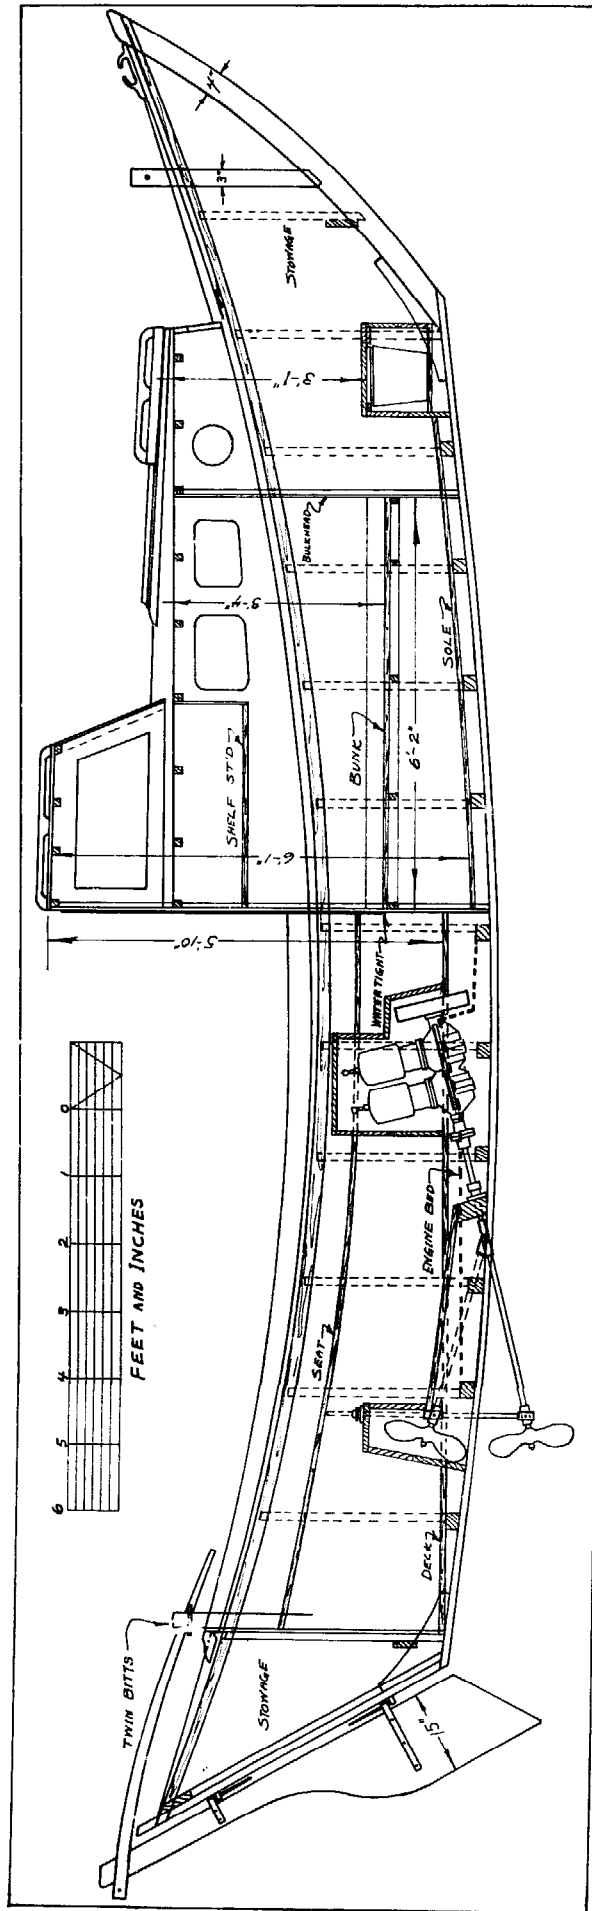 4"
3"
STOWAGE
3'-1"
BULKHEAD
3'-4"
SOLE
BUNK
6'-2"
SHELF ST'D
6'-1"
5'-10"
WATERTIGHT
ENGINE BED
SEAT
DECK
0 1 2 3 4 5 6
FEET AND INCHES
TWIN BITTS
STOWAGE
15"